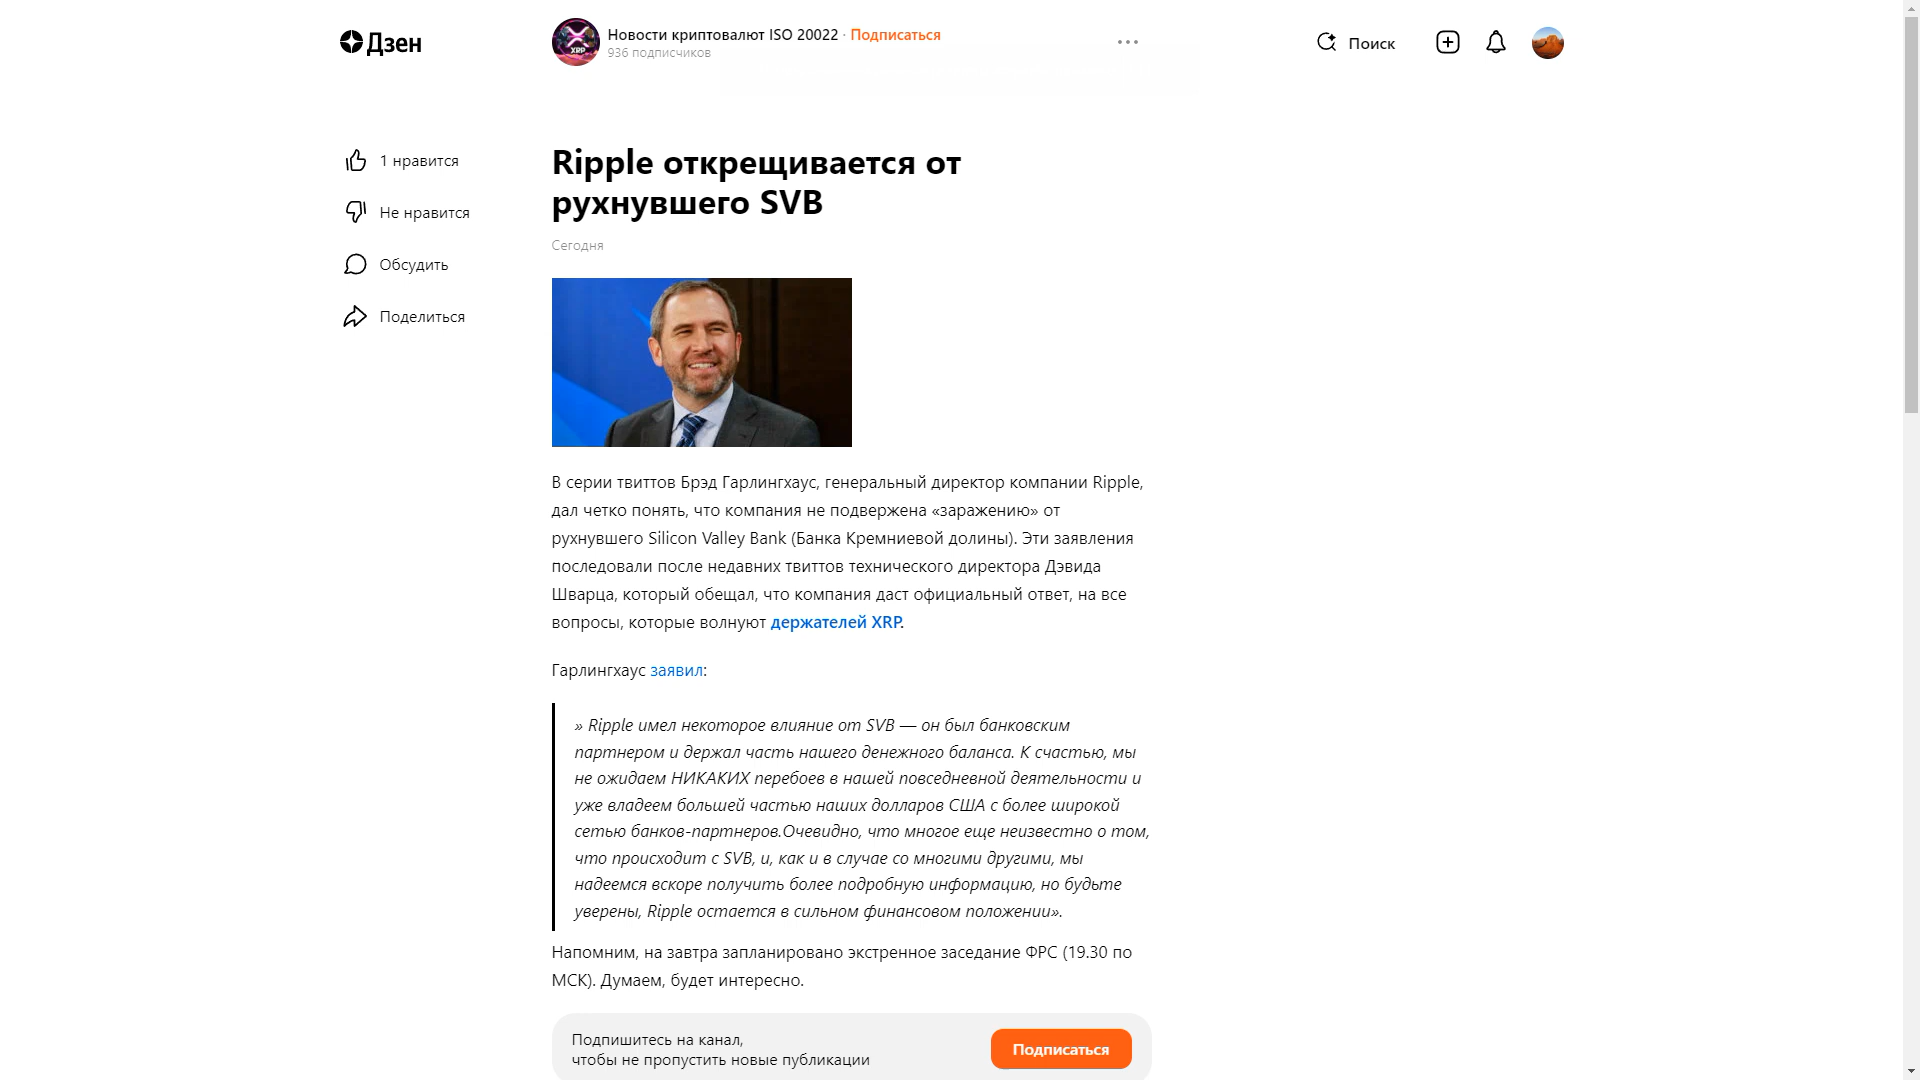 Дзен
Новости криптовалют ISO 20022 · Подписаться
936 подписчиков
XRP
Поиск
1 нравится
Не нравится
Обсудить
Поделиться
Ripple открещивается от
рухнувшего SVB
Сегодня
В серии твиттов Брэд Гарлингхаус, генеральный директор компании Ripple,
дал четко понять, что компания не подвержена «заражению» от
рухнувшего Silicon Valley Bank (Банка Кремниевой долины). Эти заявления
последовали после недавних твиттов технического директора Дэвида
Шварца, который обещал, что компания даст официальный ответ, на все
вопросы, которые волнуют держателей XRP.
Гарлингхаус заявил:
» Ripple имел некоторое влияние от SVB — он был банковским
партнером и держал часть нашего денежного баланса. К счастью, мы
не ожидаем НИКАКИХ перебоев в нашей повседневной деятельности и
уже владеем большей частью наших долларов США с более широкой
сетью банков-партнеров.Очевидно, что многое еще неизвестно о том,
что происходит с SVB, и, как и в случае со многими другими, мы
надеемся вскоре получить более подробную информацию, но будьте
уверены, Ripple остается в сильном финансовом положении».
Напомним, на завтра запланировано экстренное заседание ФРС (19.30 по
МСК). Думаем, будет интересно.
Подпишитесь на канал,
чтобы не пропустить новые публикации
Подписаться